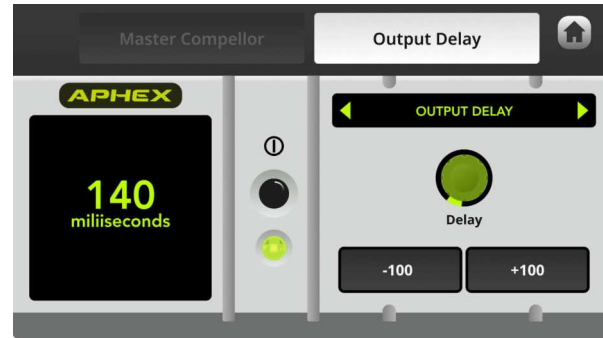 Master Compellor
Output Delay
APHEX
140
miliiseconds
OUTPUT DELAY
Delay
-100
+100